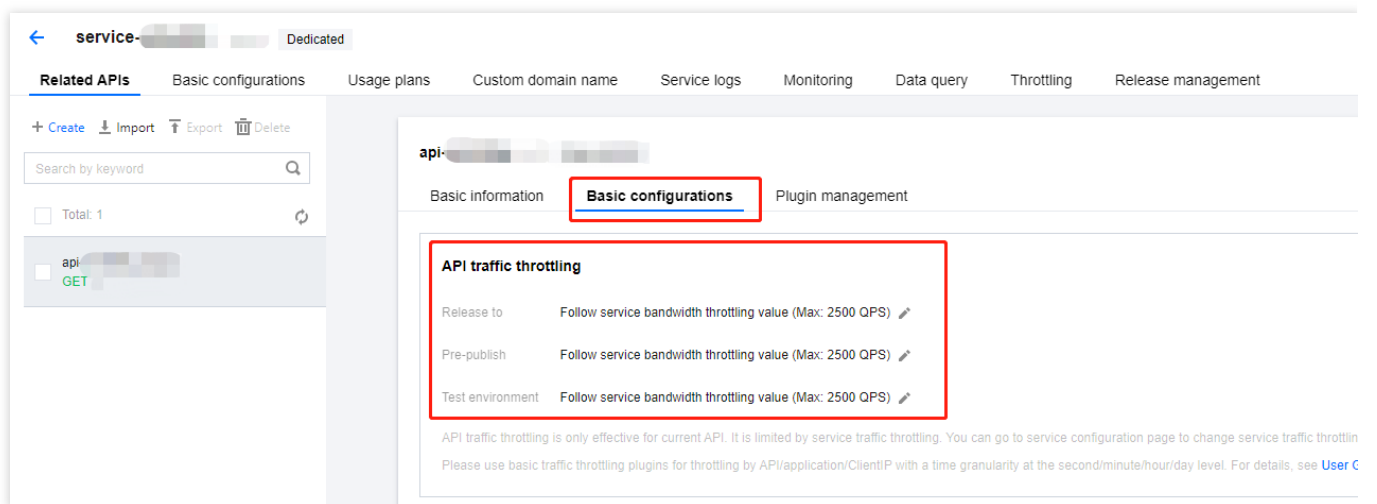 service- Dedicated
Related APIs Basic configurations Usage plans Custom domain name Service logs Monitoring Data query Throttling Release management
Create Import Export Delete
Search by keyword
Total: 1
api-
GET
api-
Basic information Basic configurations Plugin management
API traffic throttling
Release to Follow service bandwidth throttling value (Max: 2500 QPS)
Pre-publish Follow service bandwidth throttling value (Max: 2500 QPS)
Test environment Follow service bandwidth throttling value (Max: 2500 QPS)
API traffic throttling is only effective for current API. It is limited by service traffic throttling. You can go to service configuration page to change service traffic throttlin
Please use basic traffic throttling plugins for throttling by API/application/ClientIP with a time granularity at the second/minute/hour/day level. For details, see User G